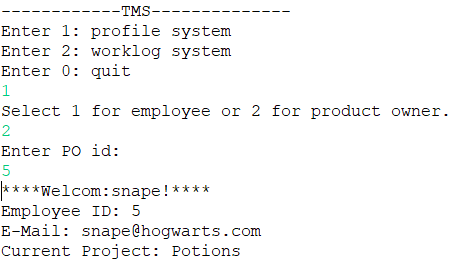 ------------TMS--------------
Enter 1: profile system
Enter 2: worklog system
Enter 0: quit
1
Select 1 for employee or 2 for product owner.
2
Enter PO id:
5
****Welcom:snape!****
Employee ID: 5
E-Mail: snape@hogwarts.com
Current Project: Potions